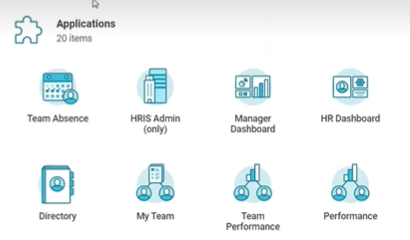 Applications
20 items
Team Absence
HRIS Admin
(only)
Manager
Dashboard
HR Dashboard
Directory
My Team
Team
Performance
Performance